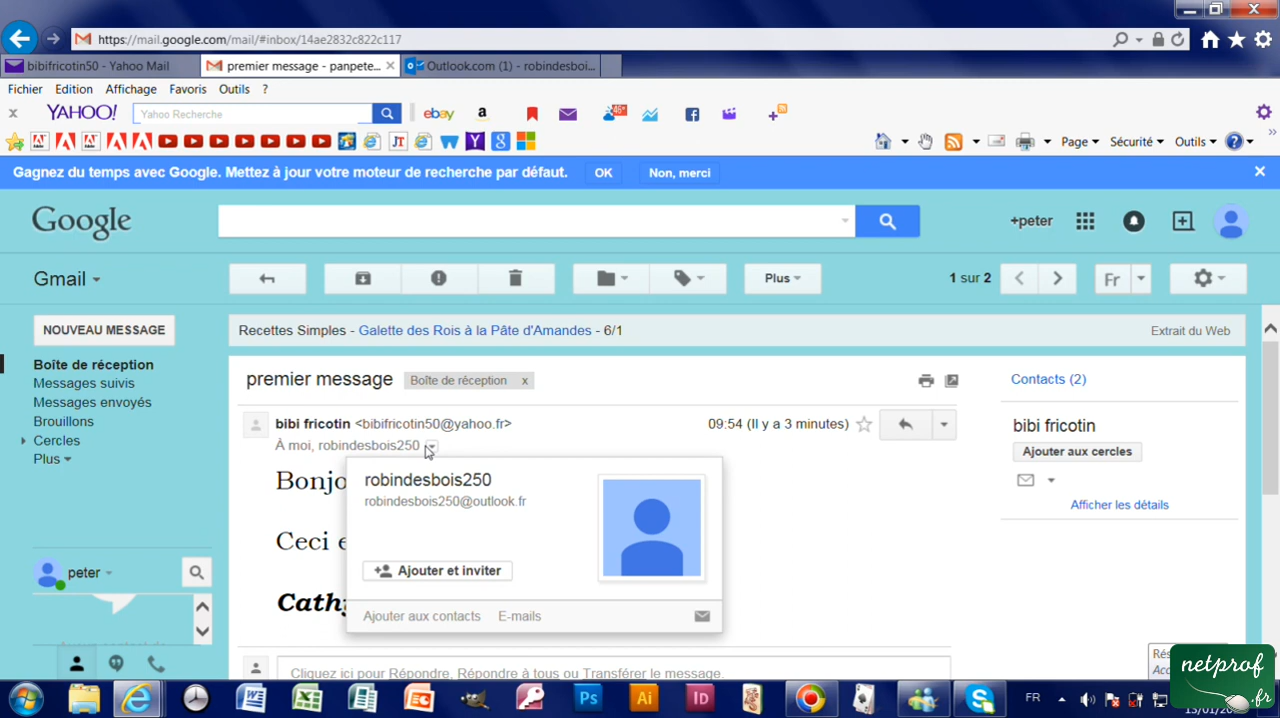 https://mail.google.com/mail/#inbox/14ae2832c822c117
bibifricotin50 - Yahoo Mail
premier message - panpete...
Outlook.com (1) - robindesboi...
Fichier Edition Affichage Favoris Outils ?
YAHOO!
Yahoo Recherche
ebay
a
Page
Sécurité
Outils
Gagnez du temps avec Google. Mettez à jour votre moteur de recherche par défaut.
OK
Non, merci
Google
+peter
Gmail
Plus
1 sur 2
Fr
NOUVEAU MESSAGE
Recettes Simples - Galette des Rois à la Pâte d'Amandes - 6/1
Extrait du Web
Boîte de réception
Messages suivis
Messages envoyés
Brouillons
Cercles
Plus
premier message
Boîte de réception x
bibi fricotin <bibifricotin50@yahoo.fr>
09:54 (Il y a 3 minutes)
À moi, robindesbois250
Bonjo
Ceci e
Cathy
robindesbois250
robindesbois250@outlook.fr
Ajouter et inviter
Ajouter aux contacts
E-mails
Cliquez ici pour Répondre, Répondre à tous ou Transférer le message.
Contacts (2)
bibi fricotin
Ajouter aux cercles
Afficher les détails
peter
netprof
.fr
FR